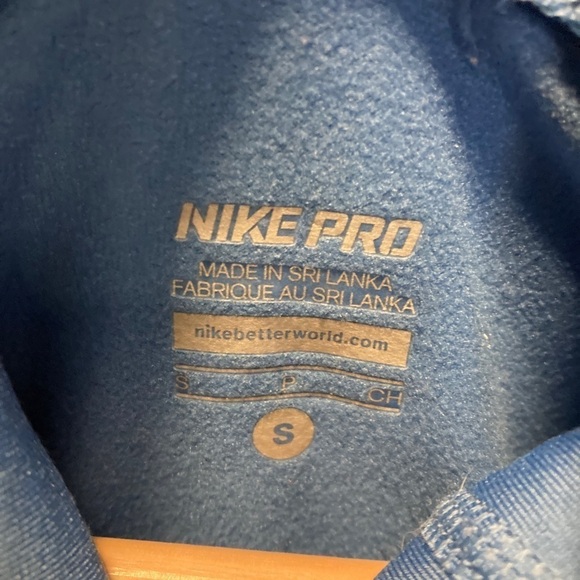 NIKE PRO
MADE IN SRI LANKA
FABRIQUE AU SRI LANKA
nikebetterworld.com
S P CH
S